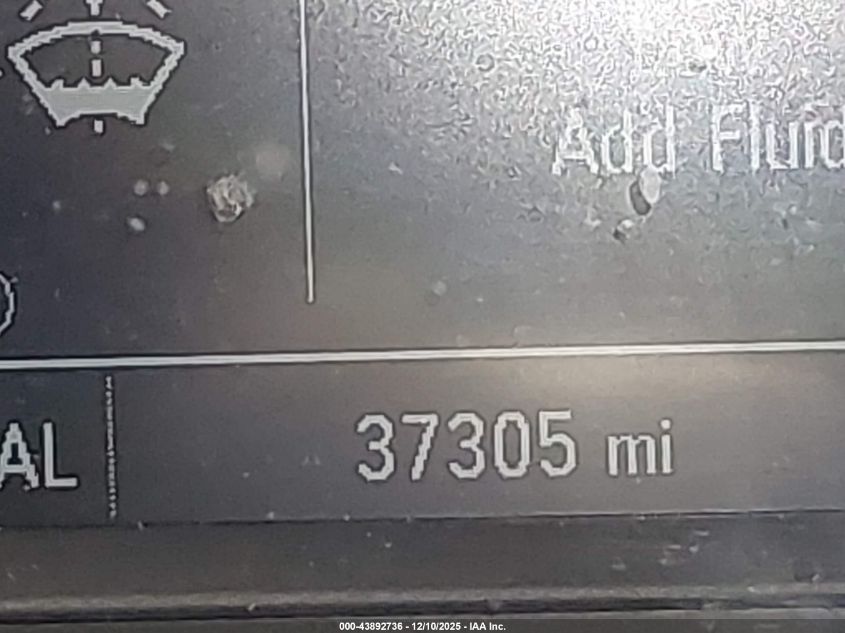 Add Fluid
AL
37305 mi
000-43892736 - 12/10/2025 - IAA Inc.